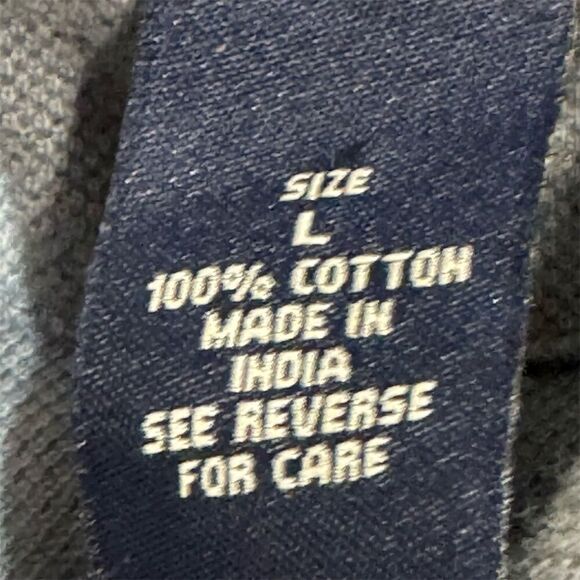 SIZE
L
100% COTTON
MADE IN
INDIA
SEE REVERSE
FOR CARE